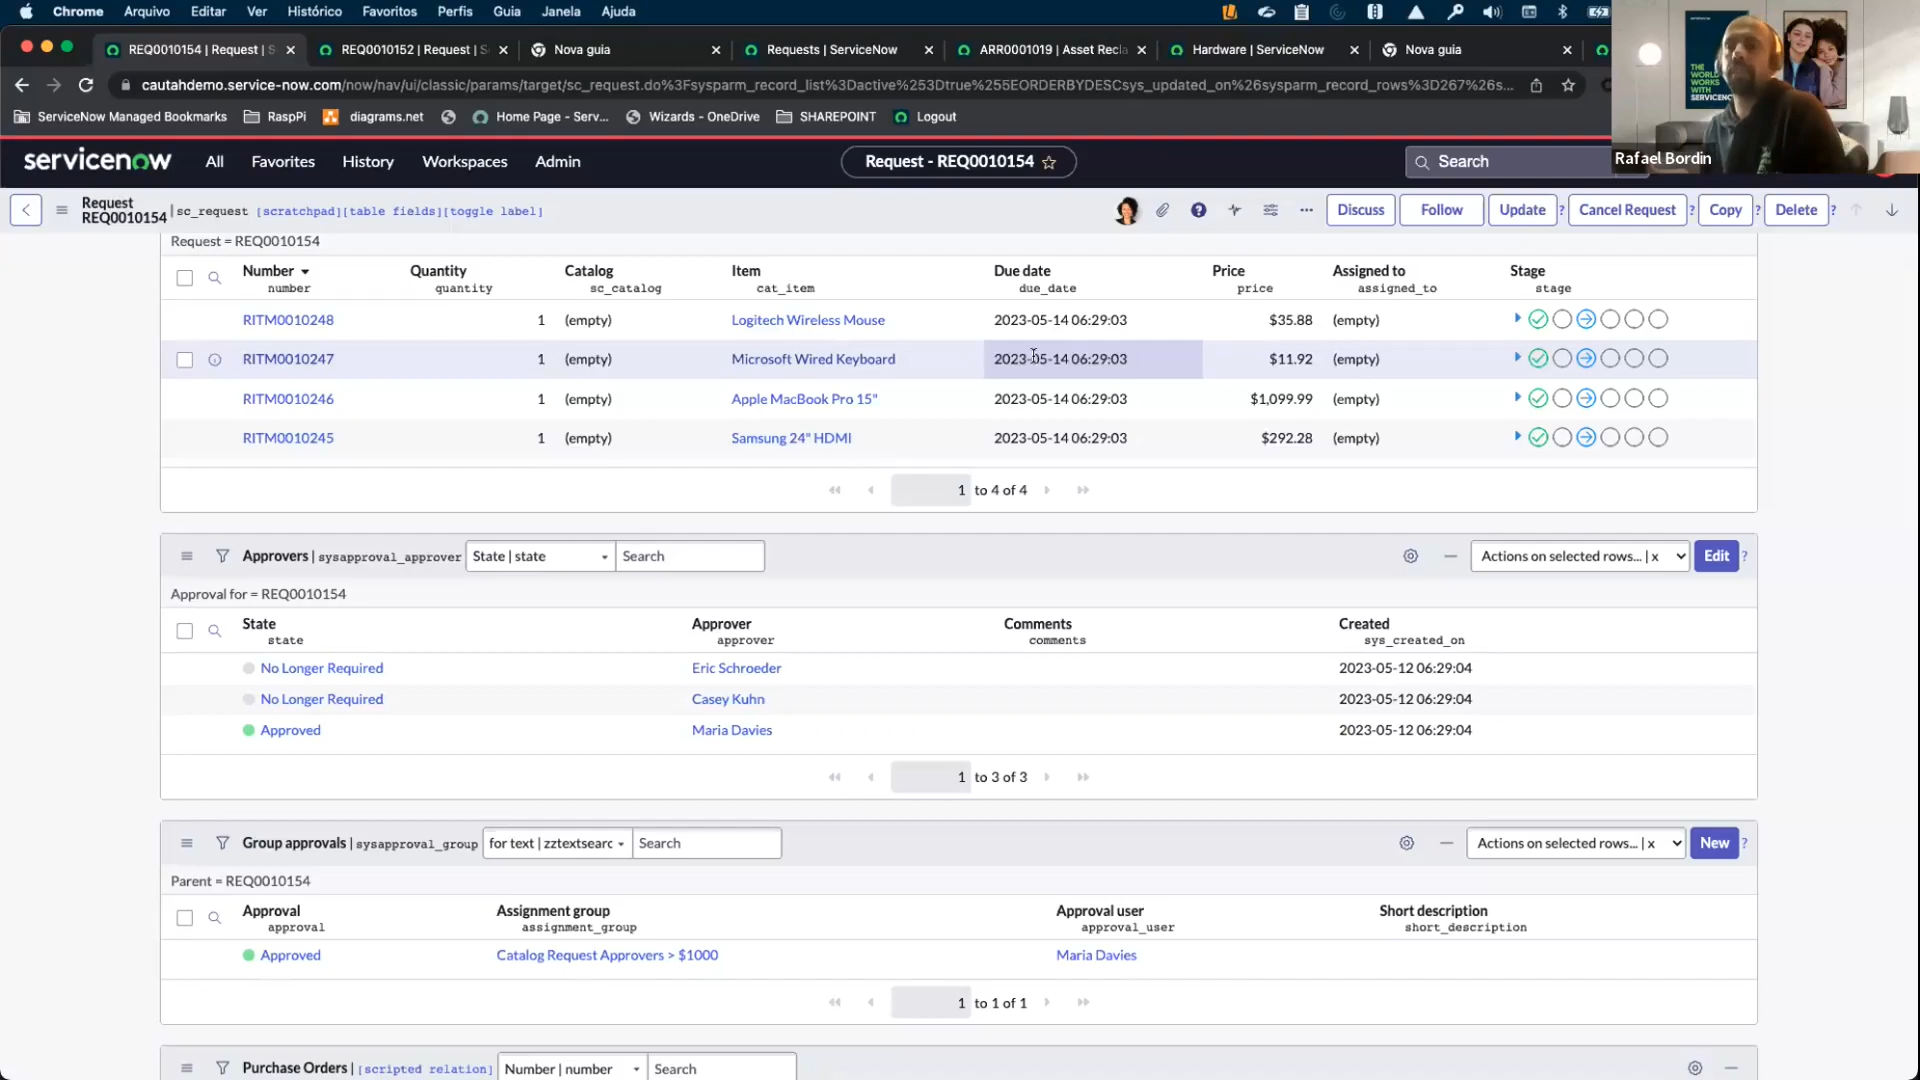 Chrome Arquivo Editar Ver Histórico Favoritos Perfis Guia Janela Ajuda
REQ0010154 | Request | S × REQ0010152 | Request | S × Nova guia × Requests | ServiceNow × ARR0001019 | Asset Recla × Hardware | ServiceNow × Nova guia ×
cautahdemo.service-now.com/now/nav/ui/classic/params/target/sc_request.do%3Fsysparm_record_list%3Dactive%253Dtrue%255EORDERBYDESCsys_updated_on%26sysparm_record_rows%3D267%26s...
ServiceNow Managed Bookmarks RaspPi diagrams.net Home Page - Serv... Wizards - OneDrive SHAREPOINT Logout
THE
WORLD
WORKS
WITH
SERVICENOW
Rafael Bordin
servicenow All Favorites History Workspaces Admin Request - REQ0010154 Search
Request
REQ0010154 | sc_request [scratchpad][table fields][toggle label] Discuss Follow Update ? Cancel Request ? Copy ? Delete ?
Request = REQ0010154
Number Quantity Catalog Item Due date Price Assigned to Stage
number quantity sc_catalog cat_item due_date price assigned_to stage
RITM0010248 1 (empty) Logitech Wireless Mouse 2023-05-14 06:29:03 $35.88 (empty)
RITM0010247 1 (empty) Microsoft Wired Keyboard 2023-05-14 06:29:03 $11.92 (empty)
RITM0010246 1 (empty) Apple MacBook Pro 15" 2023-05-14 06:29:03 $1,099.99 (empty)
RITM0010245 1 (empty) Samsung 24" HDMI 2023-05-14 06:29:03 $292.28 (empty)
1 to 4 of 4
Approvers | sysapproval_approver State | state Search Actions on selected rows... | x Edit ?
Approval for = REQ0010154
State Approver Comments Created
state approver comments sys_created_on
No Longer Required Eric Schroeder 2023-05-12 06:29:04
No Longer Required Casey Kuhn 2023-05-12 06:29:04
Approved Maria Davies 2023-05-12 06:29:04
1 to 3 of 3
Group approvals | sysapproval_group for text | zztextsearc Search Actions on selected rows... | x New ?
Parent = REQ0010154
Approval Assignment group Approval user Short description
approval assignment_group approval_user short_description
Approved Catalog Request Approvers > $1000 Maria Davies
1 to 1 of 1
Purchase Orders | [scripted relation] Number | number Search